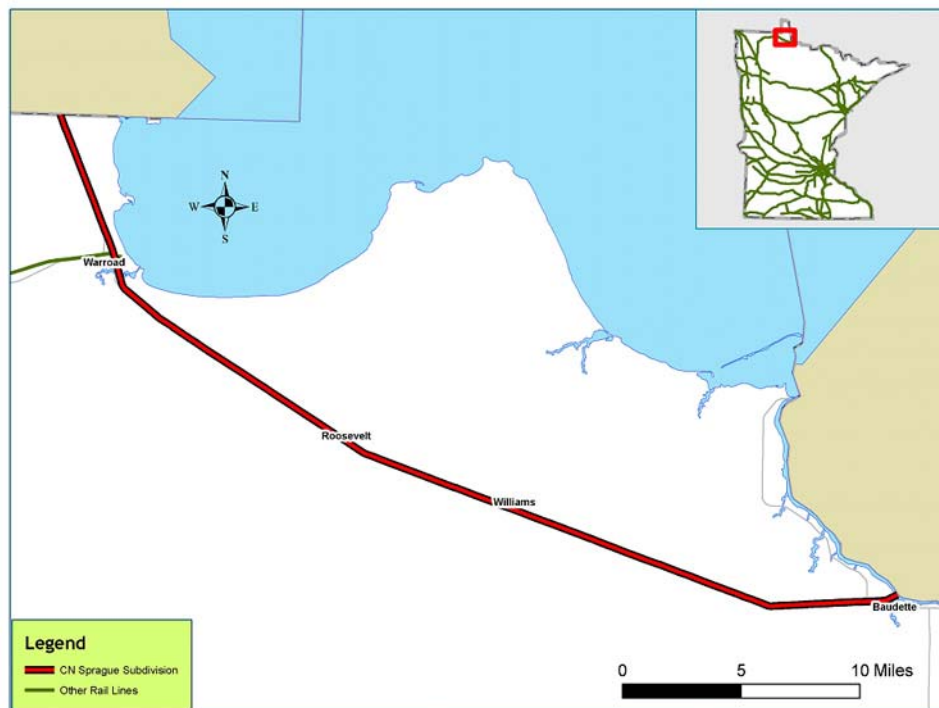 N
W E
S
Warroad
Roosevelt
Williams
Baudette
Legend
CN Sprague Subdivision
Other Rail Lines
0 5 10 Miles